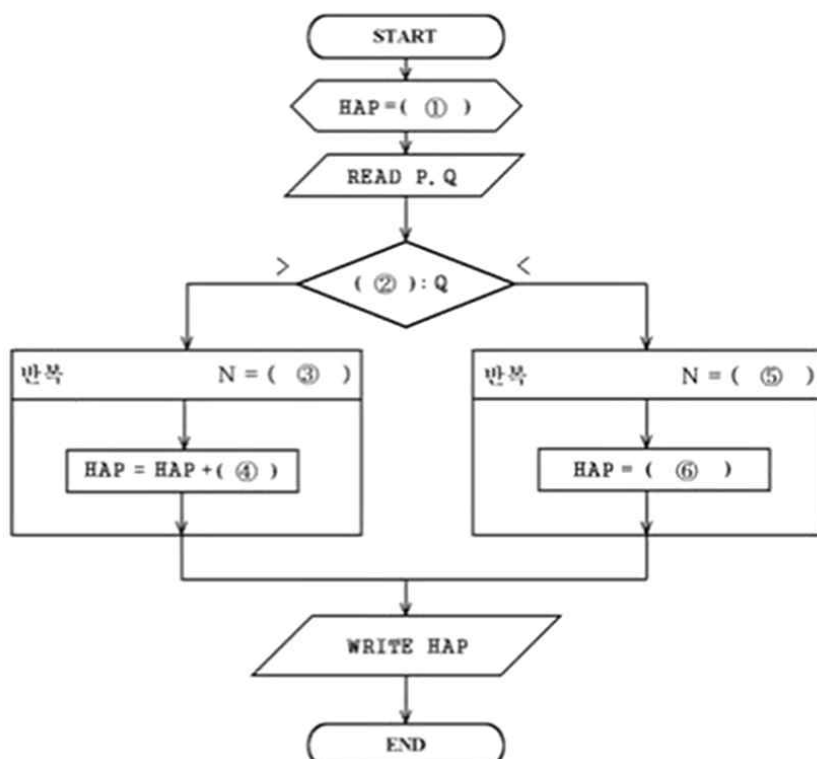 START
HAP=( ① )
READ P, Q
>
<
( ② ) : Q
반복 N = ( ③ )
반복 N = ( ⑤ )
HAP = HAP +( ④ )
HAP = ( ⑥ )
WRITE HAP
END